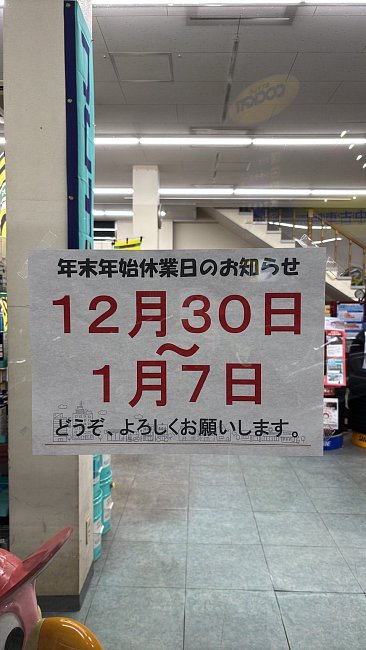 COCKPIT
年末年始休業日のお知らせ
12月30日
～
1月7日
どうぞ、よろしくお願いします。